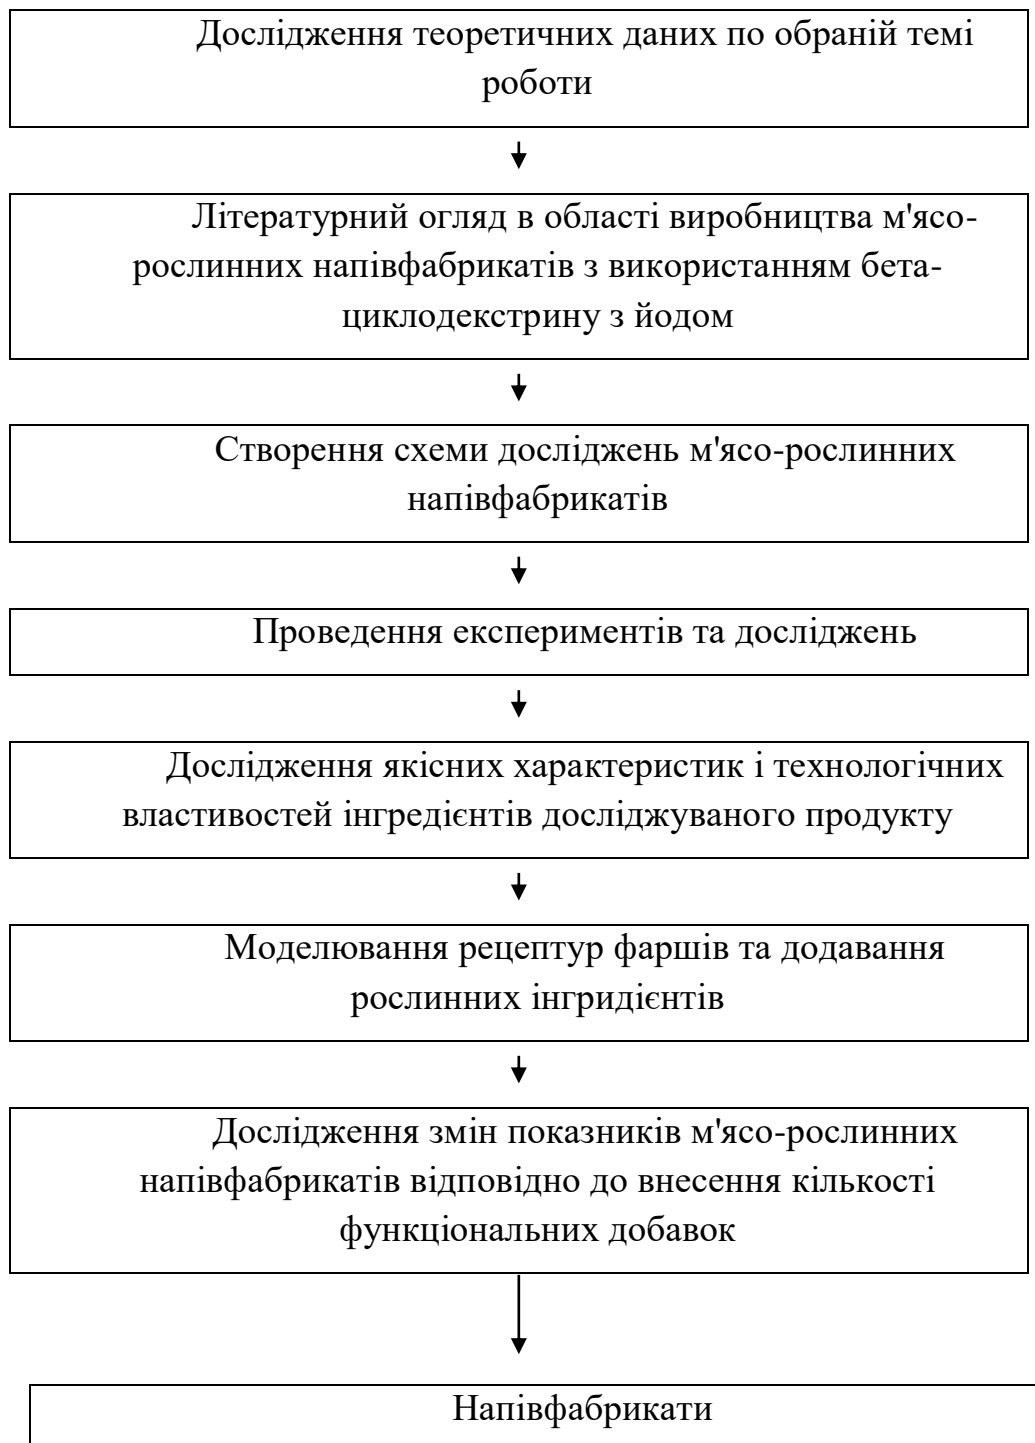 Дослідження теоретичних даних по обраній темі
роботи
Літературний огляд в області виробництва м'ясо-
рослинних напівфабрикатів з використанням бета-
циклодекстрину з йодом
Створення схеми досліджень м'ясо-рослинних
напівфабрикатів
Проведення експериментів та досліджень
Дослідження якісних характеристик і технологічних
властивостей інгредієнтів досліджуваного продукту
Моделювання рецептур фаршів та додавання
рослинних інгридієнтів
Дослідження змін показників м'ясо-рослинних
напівфабрикатів відповідно до внесення кількості
функціональних добавок
Напівфабрикати